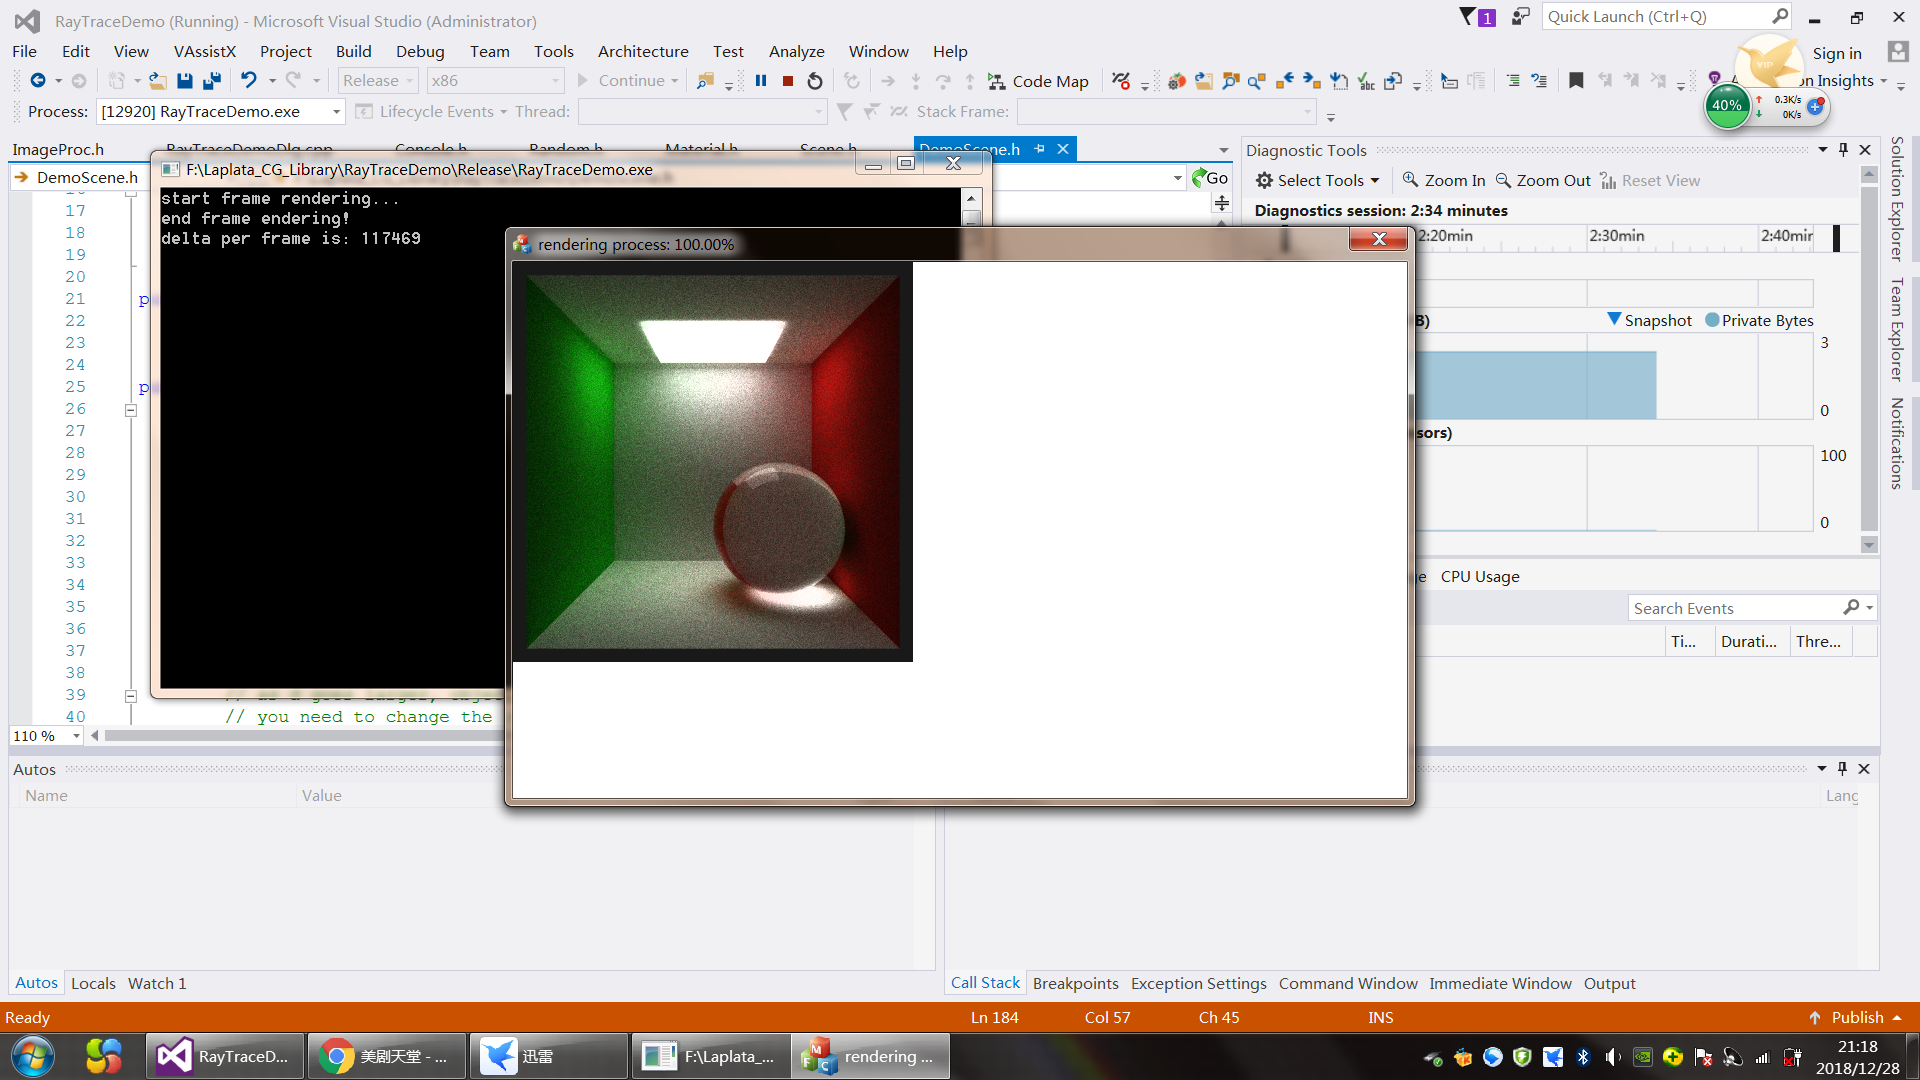 RayTraceDemo (Running) - Microsoft Visual Studio (Administrator)
1
Quick Launch (Ctrl+Q)
File Edit View VAssistX Project Build Debug Team Tools Architecture Test Analyze Window Help
Sign in
VIP
Release x86 Continue Code Map
on Insights
Process: [12920] RayTraceDemo.exe Lifecycle Events Thread: Stack Frame:
40% 0.3K/s
0K/s
ImageProc.h RayTraceDemoDlg.cpp Console.h Random.h Material.h Scene.h DemoScene.h
Diagnostic Tools
DemoScene.h
F:\Laplata_CG_Library\RayTraceDemo\Release\RayTraceDemo.exe
Go
Select Tools Zoom In Zoom Out Reset View
start frame rendering...
end frame endering!
delta per frame is: 117469
Diagnostics session: 2:34 minutes
2:20min 2:30min 2:40min
rendering process: 100.00%
B) Snapshot Private Bytes
3
0
sors)
100
0
CPU Usage
Search Events
Ti... Durati... Thre...
17
18
19
20
21
22
23
24
25
26
27
28
29
30
31
32
33
34
35
36
37
38
39
40 // you need to change the
110 %
Autos
Name Value
Lang
Autos Locals Watch 1
Call Stack Breakpoints Exception Settings Command Window Immediate Window Output
Ready Ln 184 Col 57 Ch 45 INS Publish
RayTraceD... 美剧天堂 - ... 迅雷 F:\Laplata_... rendering ...
21:18
2018/12/28
Solution Explorer
Team Explorer
Notifications